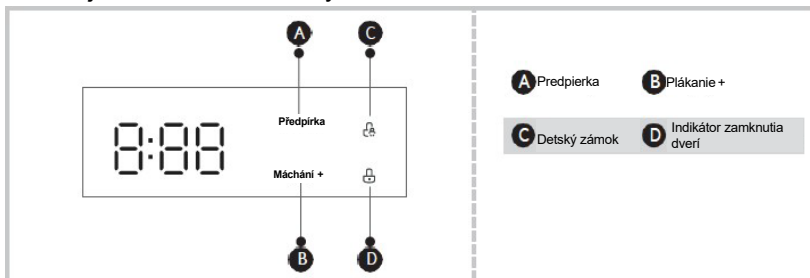 A
C
8:88
Předpírka
Máchání +
B
D
A Predpierka
B Plákanie +
C Detský zámok
D Indikátor zamknutia
dverí